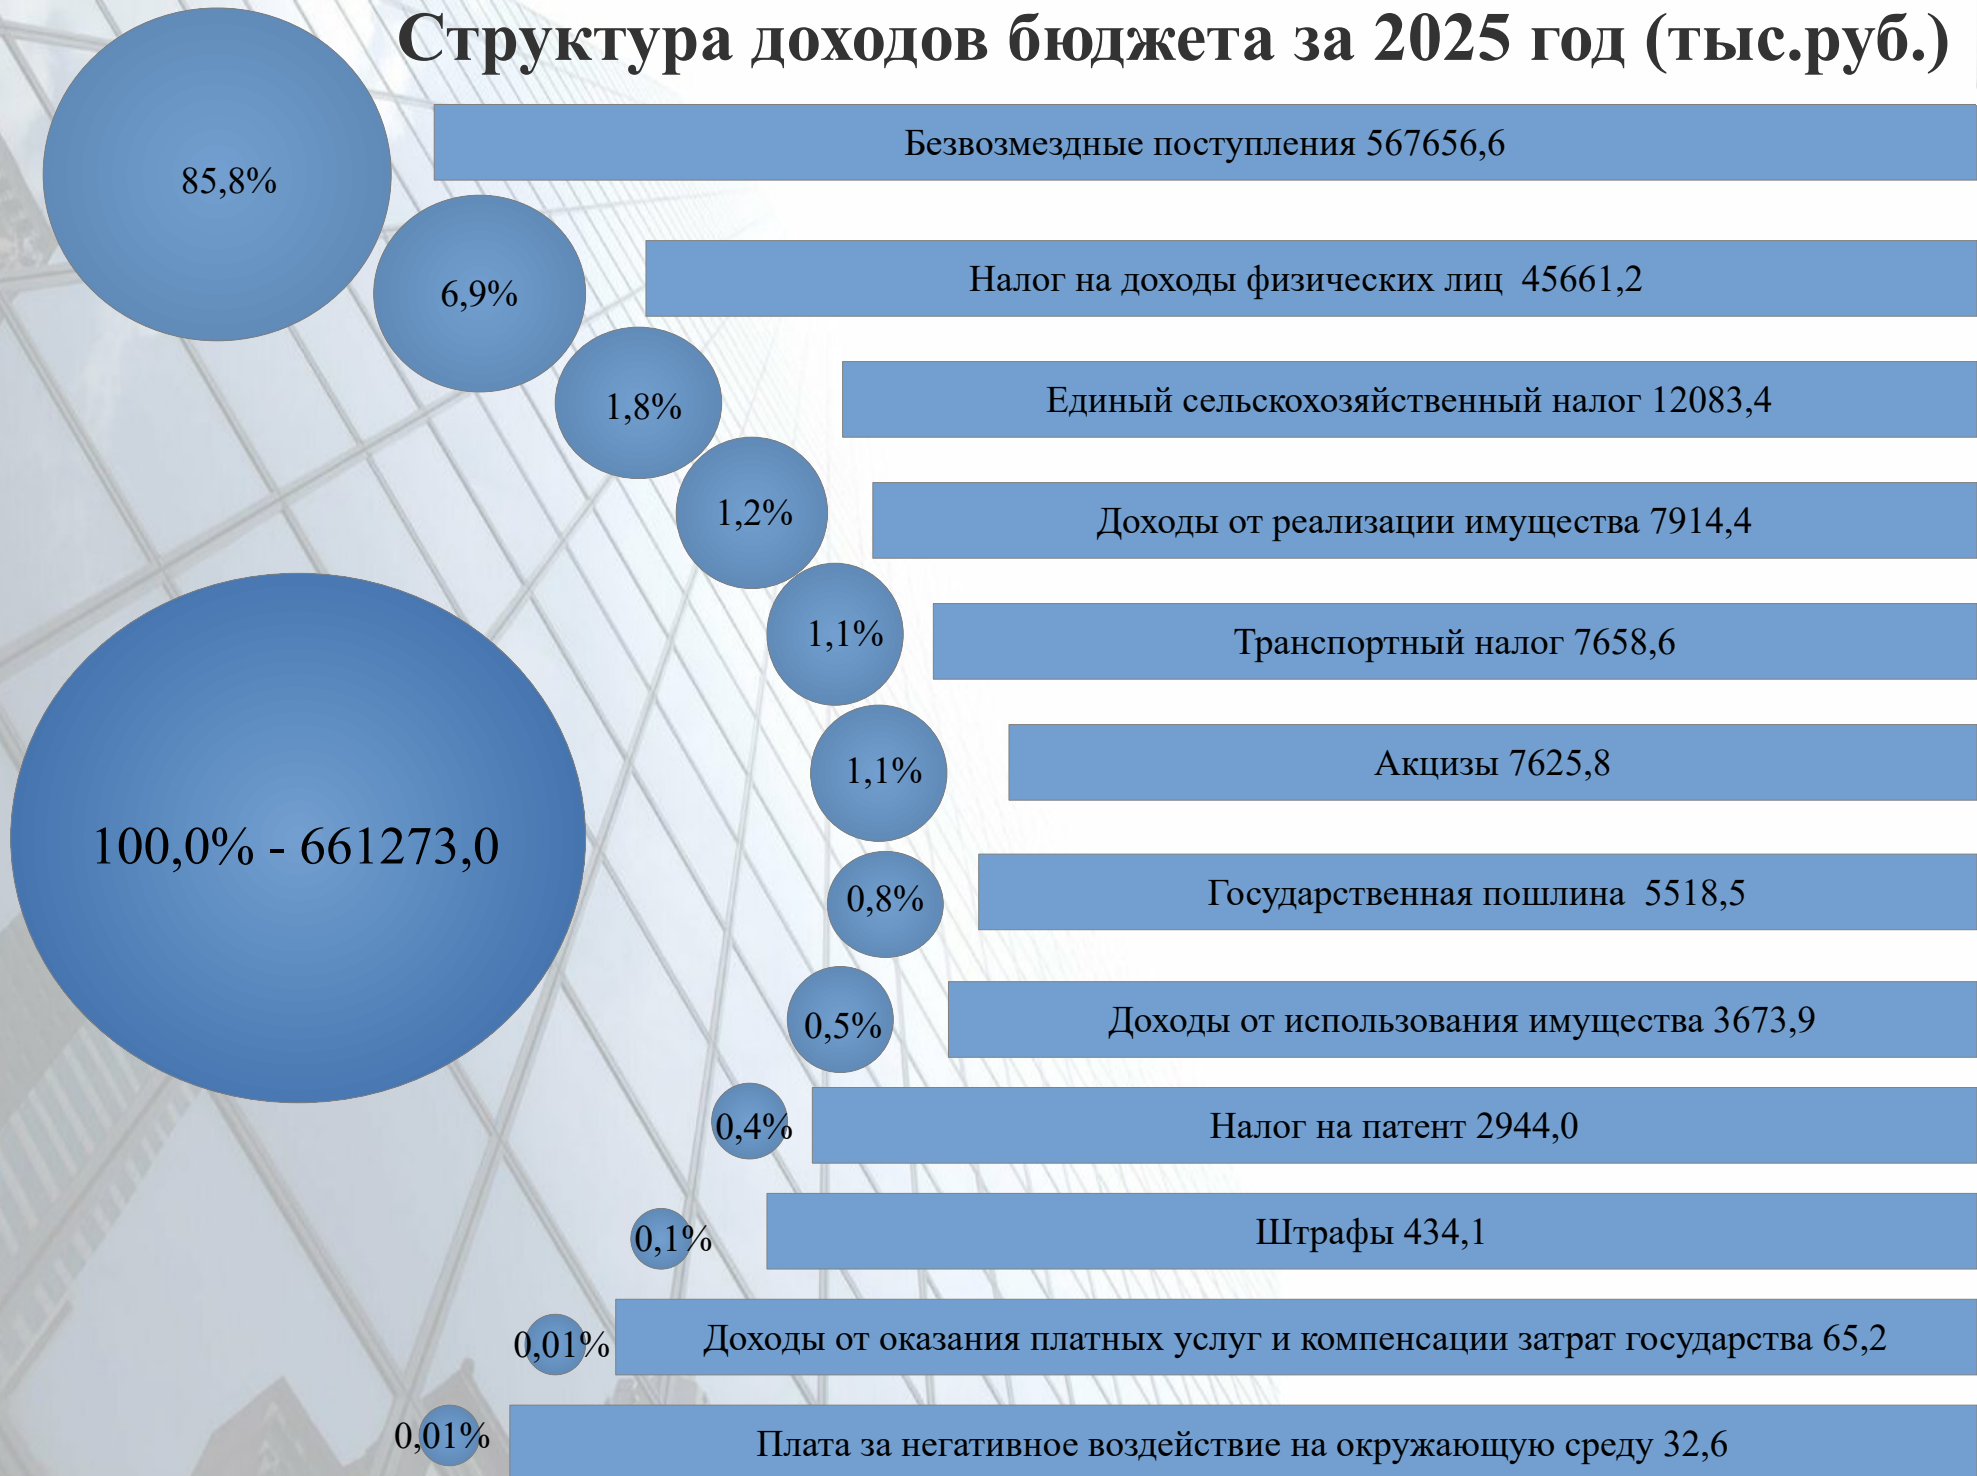 Структура доходов бюджета за 2025 год (тыс.руб.)
85,8%
Безвозмездные поступления 567656,6
6,9%
Налог на доходы физических лиц  45661,2
1,8%
Единый сельскохозяйственный налог 12083,4
1,2%
Доходы от реализации имущества 7914,4
1,1%
Транспортный налог 7658,6
1,1%
Акцизы 7625,8
100,0% - 661273,0
0,8%
Государственная пошлина  5518,5
0,5%
Доходы от использования имущества 3673,9
0,4%
Налог на патент 2944,0
0,1%
Штрафы 434,1
0,01%
Доходы от оказания платных услуг и компенсации затрат государства 65,2
0,01%
Плата за негативное воздействие на окружающую среду 32,6